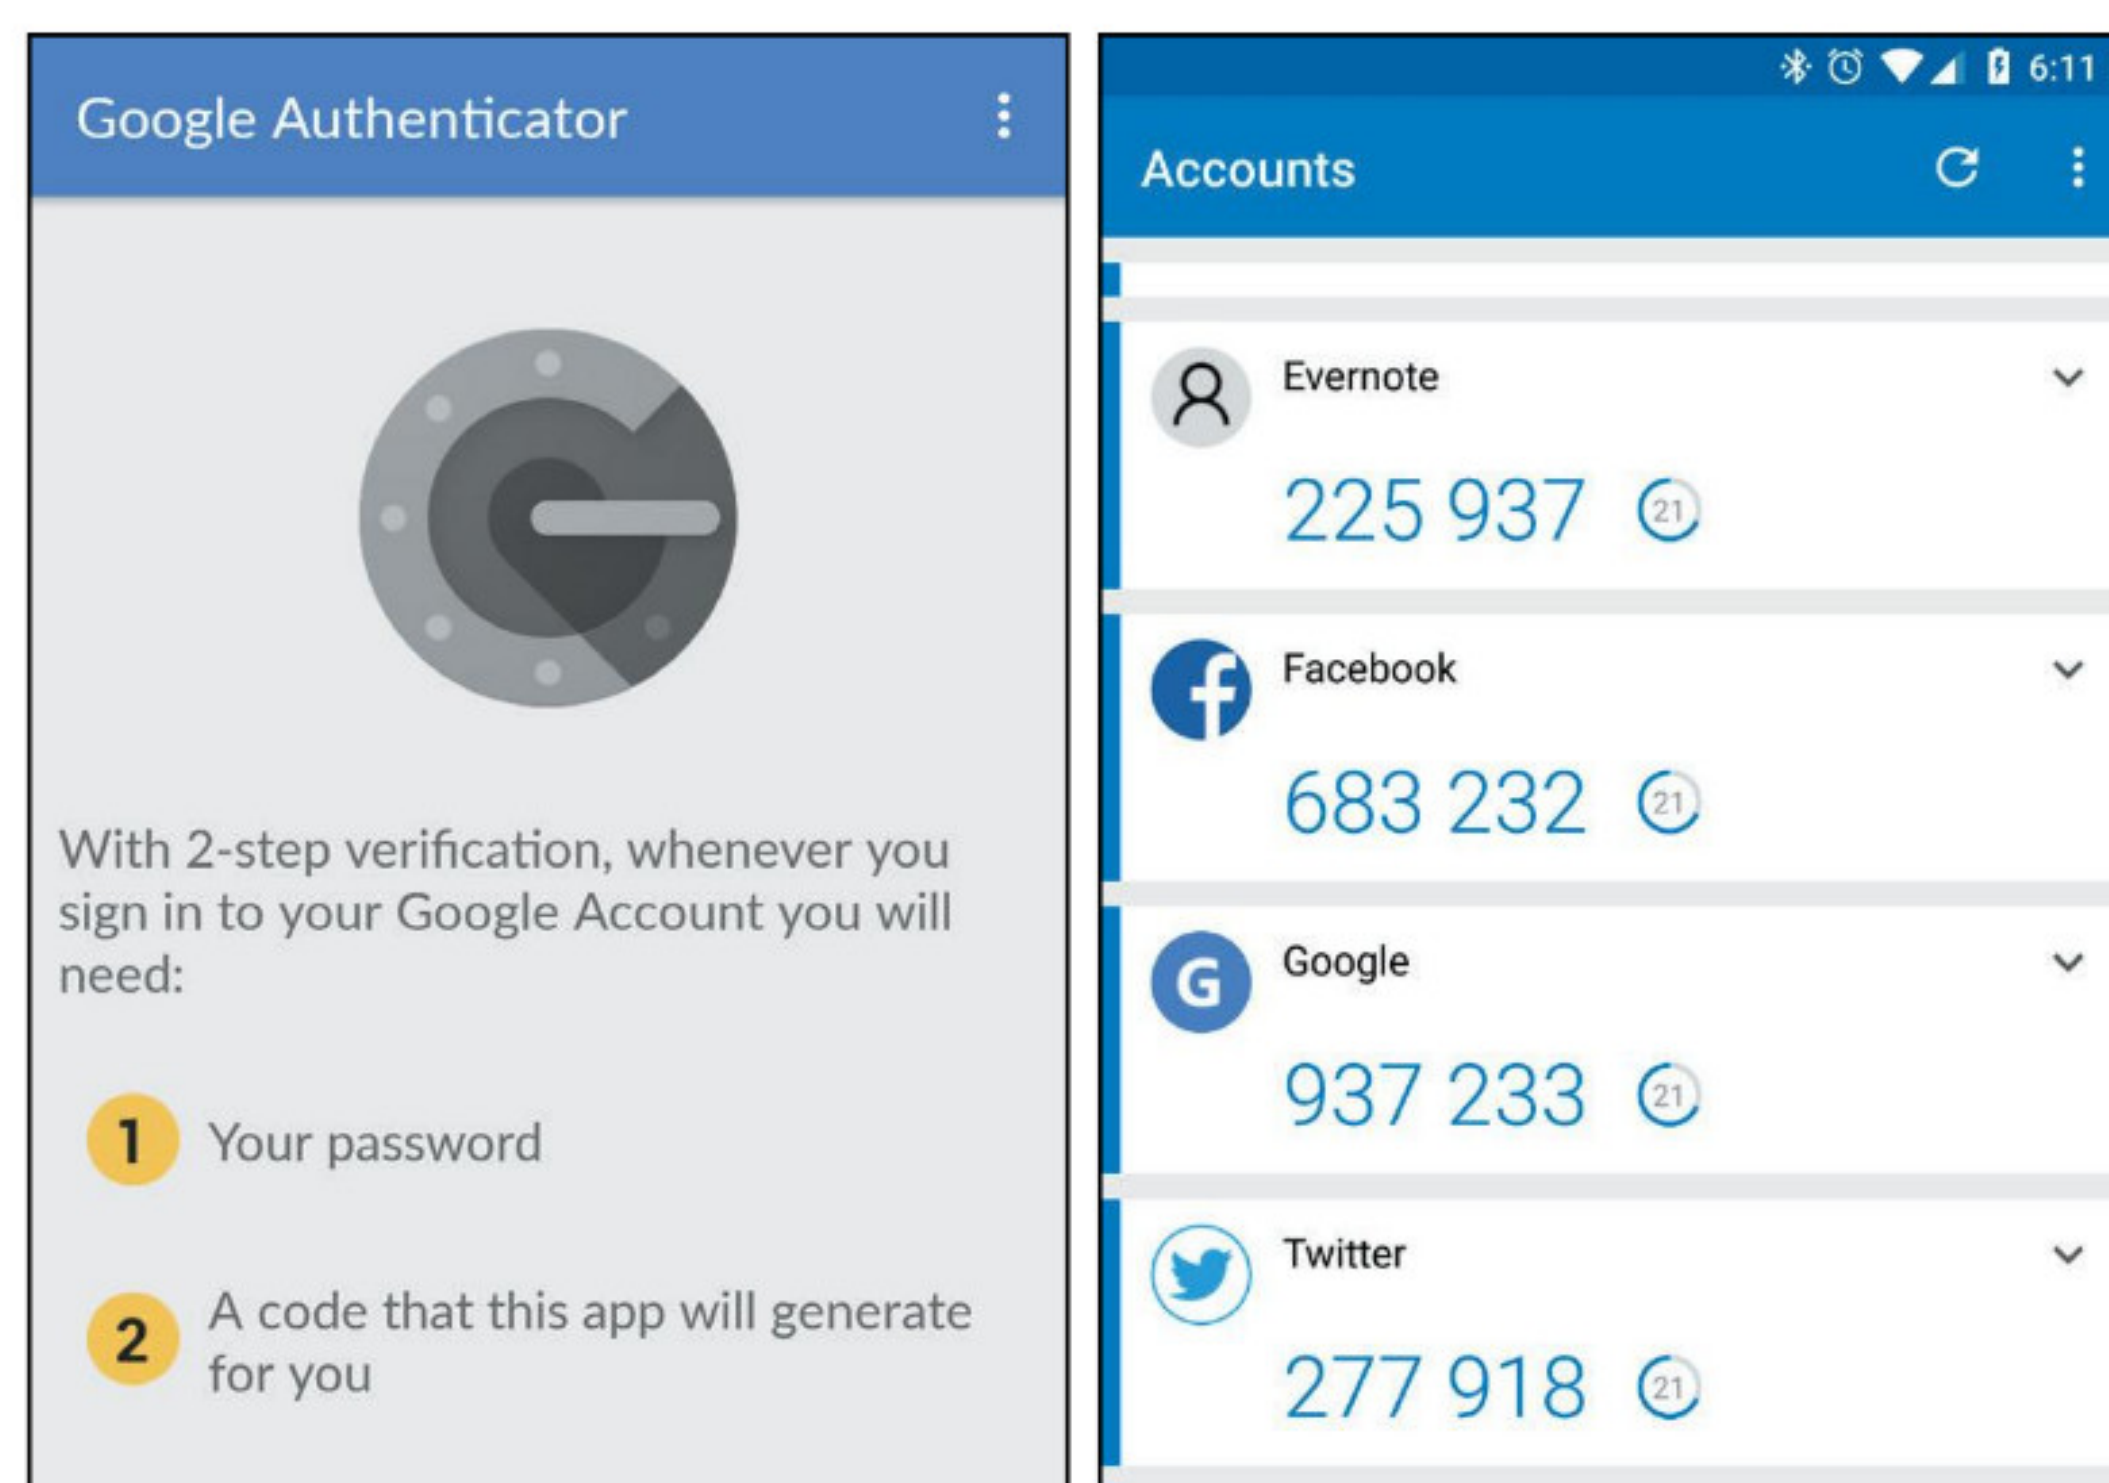 Google Authenticator
With 2-step verification, whenever you
sign in to your Google Account you will
need:
1 Your password
2 A code that this app will generate
for you
6:11
Accounts
Evernote
225 937 21
Facebook
683 232 21
G Google
937 233 21
Twitter
277 918 21